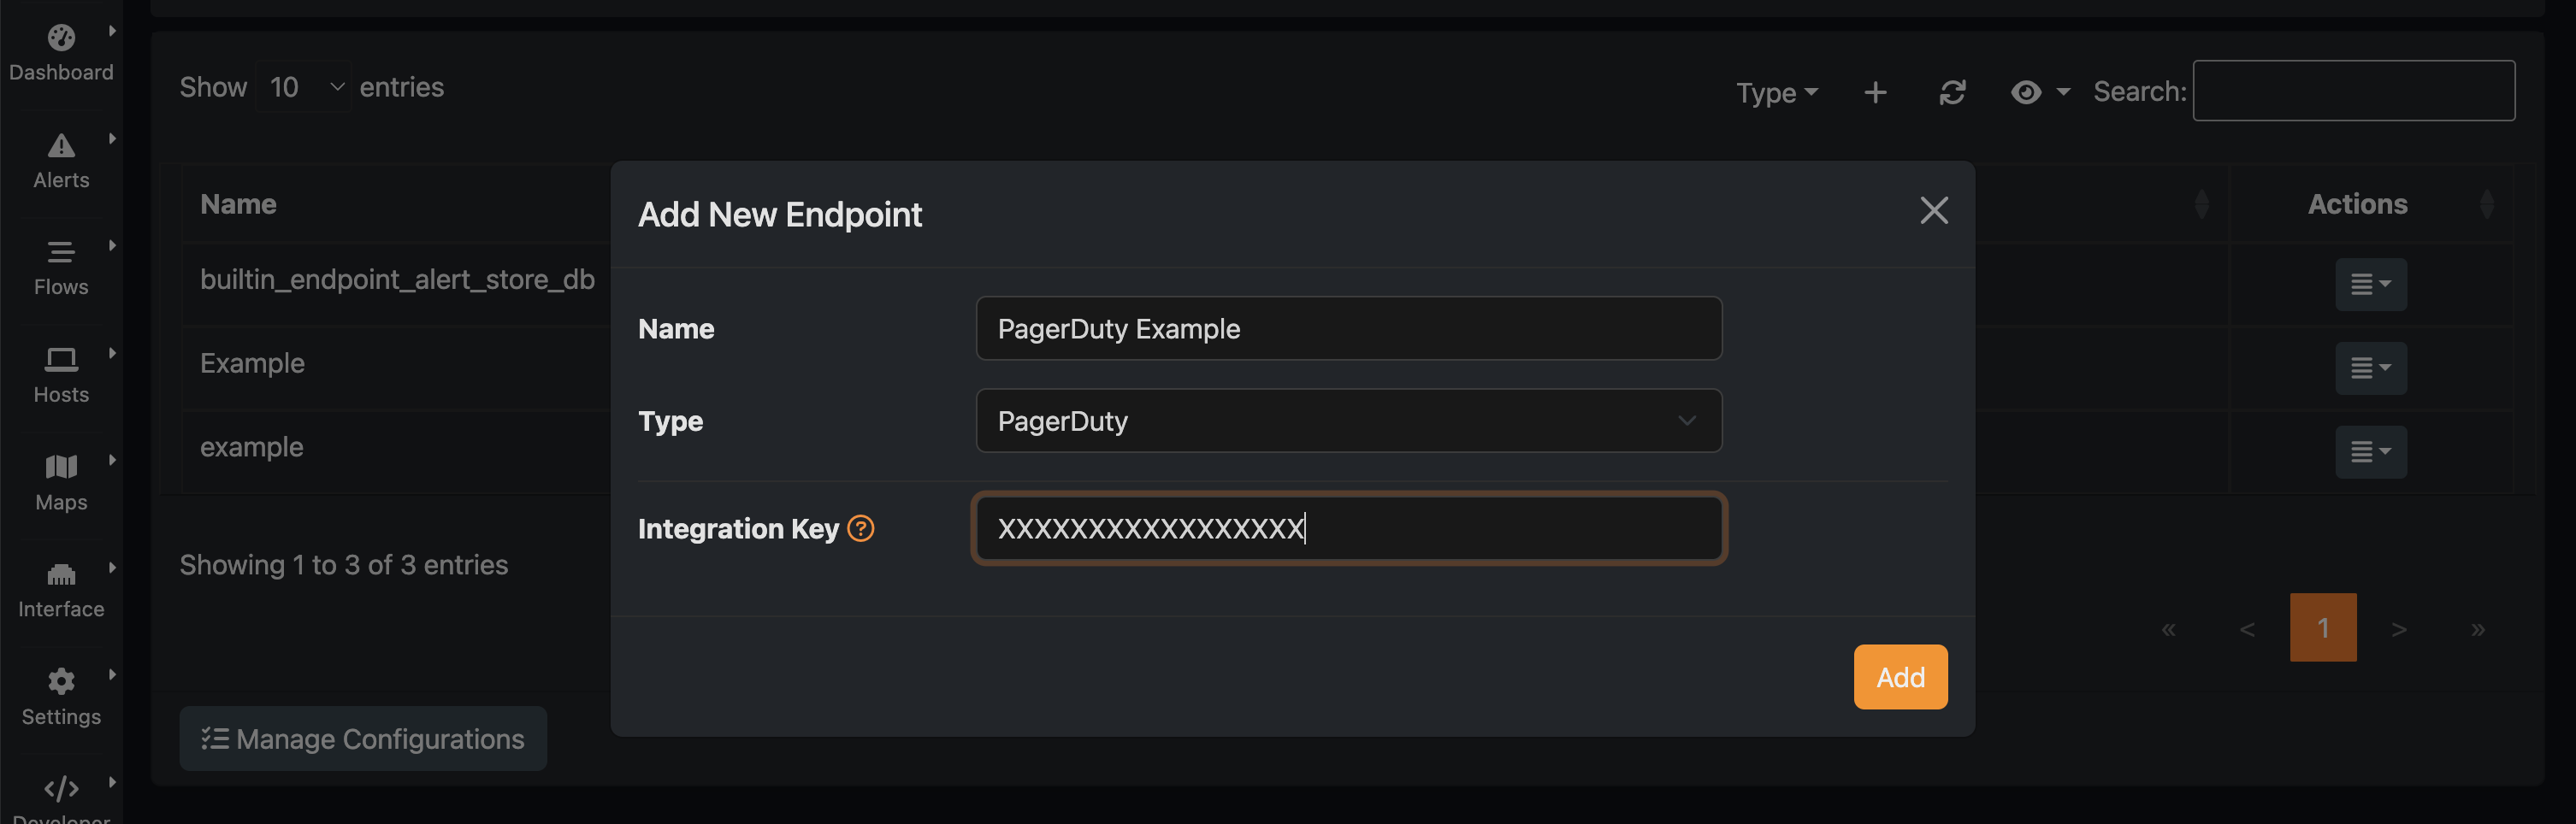 Dashboard
Alerts
Flows
Hosts
Maps
Interface
Settings
Developer
Show 10 entries
Type
Search:
Name
Actions
builtin_endpoint_alert_store_db
Example
example
Showing 1 to 3 of 3 entries
« < 1 > »
Manage Configurations
Add New Endpoint
Name
PagerDuty Example
Type
PagerDuty
Integration Key ?
XXXXXXXXXXXXXXXXX
Add